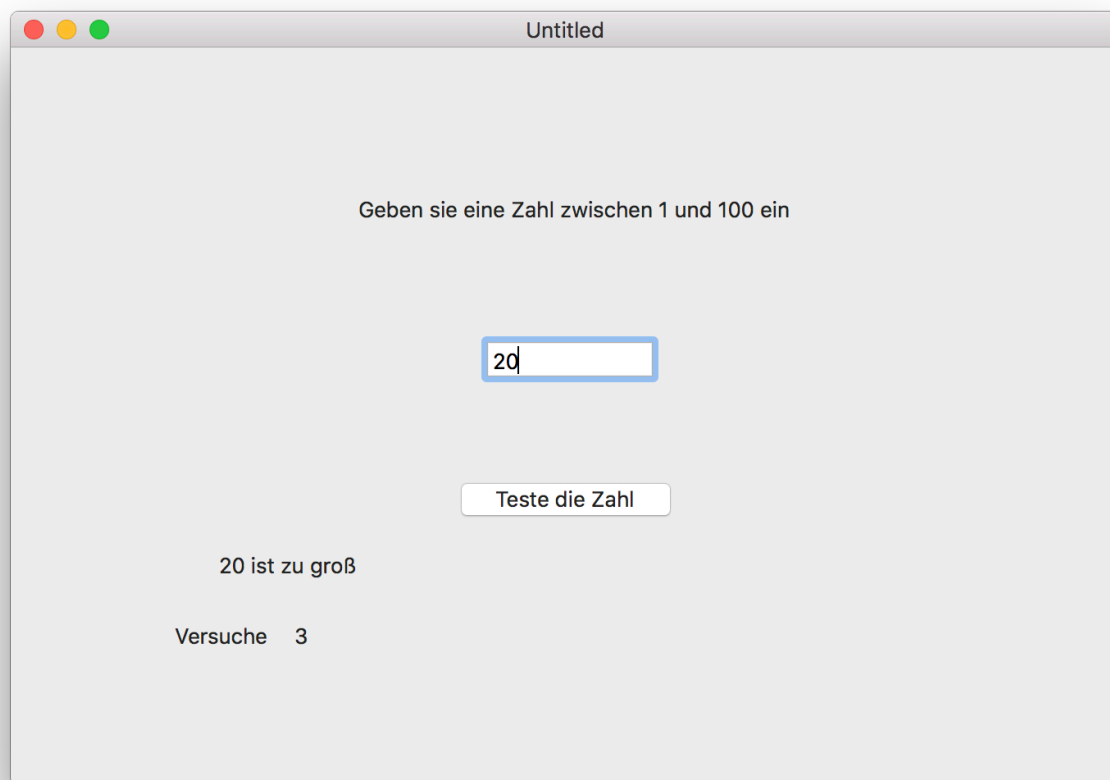 Untitled
Geben sie eine Zahl zwischen 1 und 100 ein
20
Teste die Zahl
20 ist zu groß
Versuche 3